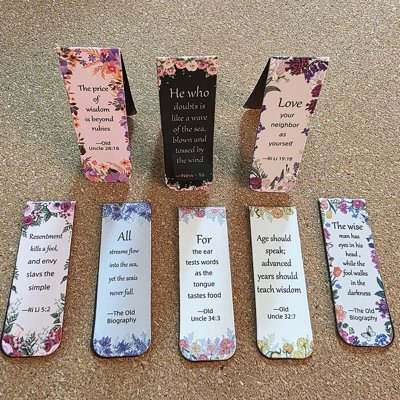 The price
of
wisdom
is beyond
rubies
—Old
Uncle 28:18
He who
doubts is
like a wave
of the sea,
blown and
tossed by
the wind
—New - Ya
Love
your
neighbor
as
yourself
—Ri Li 19:18
Resentment
kills a fool,
and envy
slavs the
simple
—Ri Li 5:2
All
streams flow
into the sea,
yet the seais
never full.
—The Old
Biography
For
the ear
tests words
as the
tongue
tastes food
—Old
Uncle 34:3
Age should
speak;
advanced
years should
teach wisdom
—Old
Uncle 32:7
The wise
man has
eyes in his
head ,
while the
fool walks
in the
darkness
—The Old
Biography